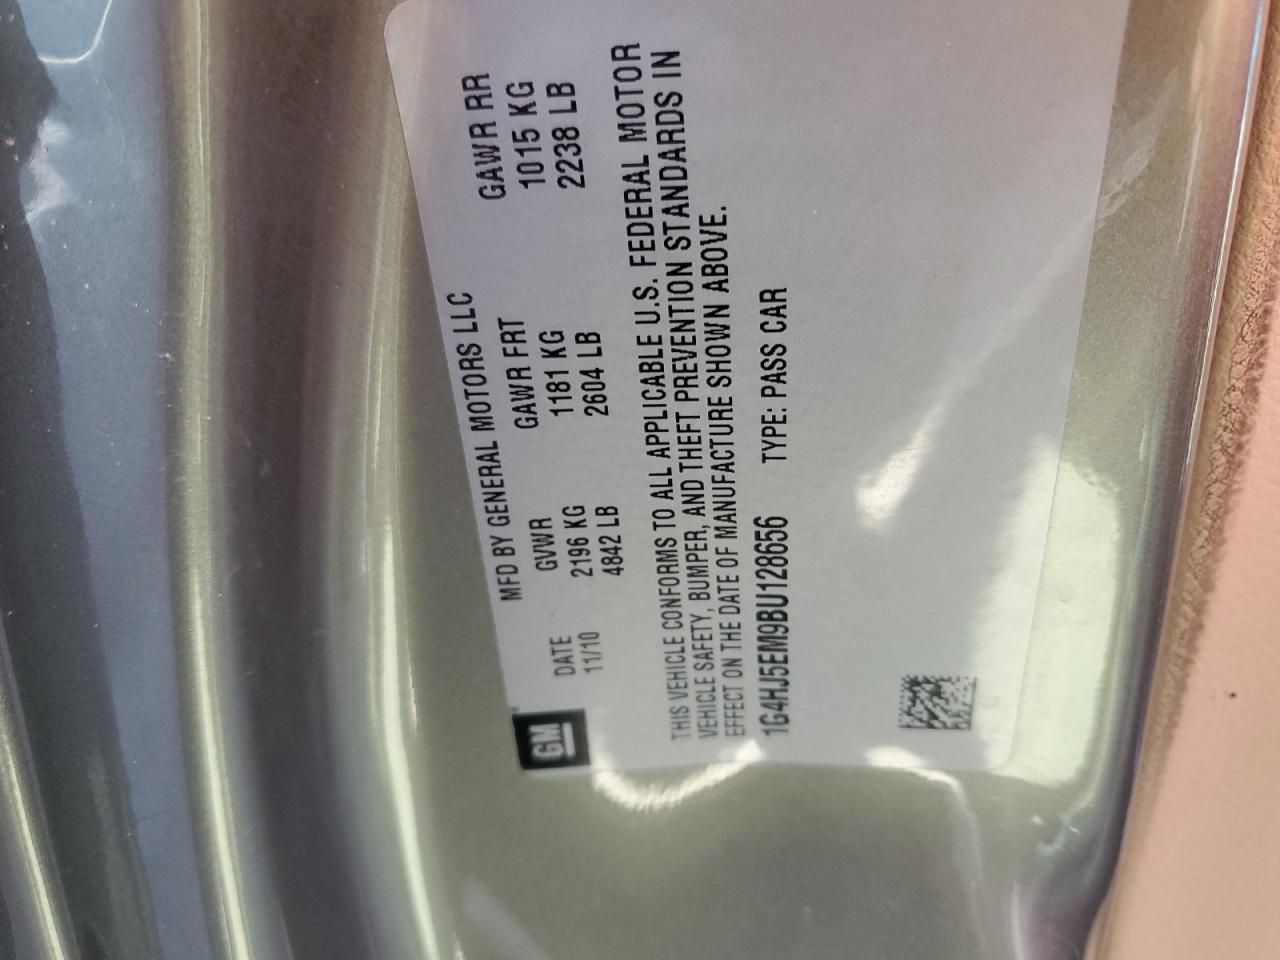 GM
MFD BY GENERAL MOTORS LLC
DATE GVWR GAWR FRT GAWR RR
11/10 2196 KG 1181 KG 1015 KG
4842 LB 2604 LB 2238 LB
THIS VEHICLE CONFORMS TO ALL APPLICABLE U.S. FEDERAL MOTOR
VEHICLE SAFETY, BUMPER, AND THEFT PREVENTION STANDARDS IN
EFFECT ON THE DATE OF MANUFACTURE SHOWN ABOVE.
1G4HJ5EM9BU128656 TYPE: PASS CAR